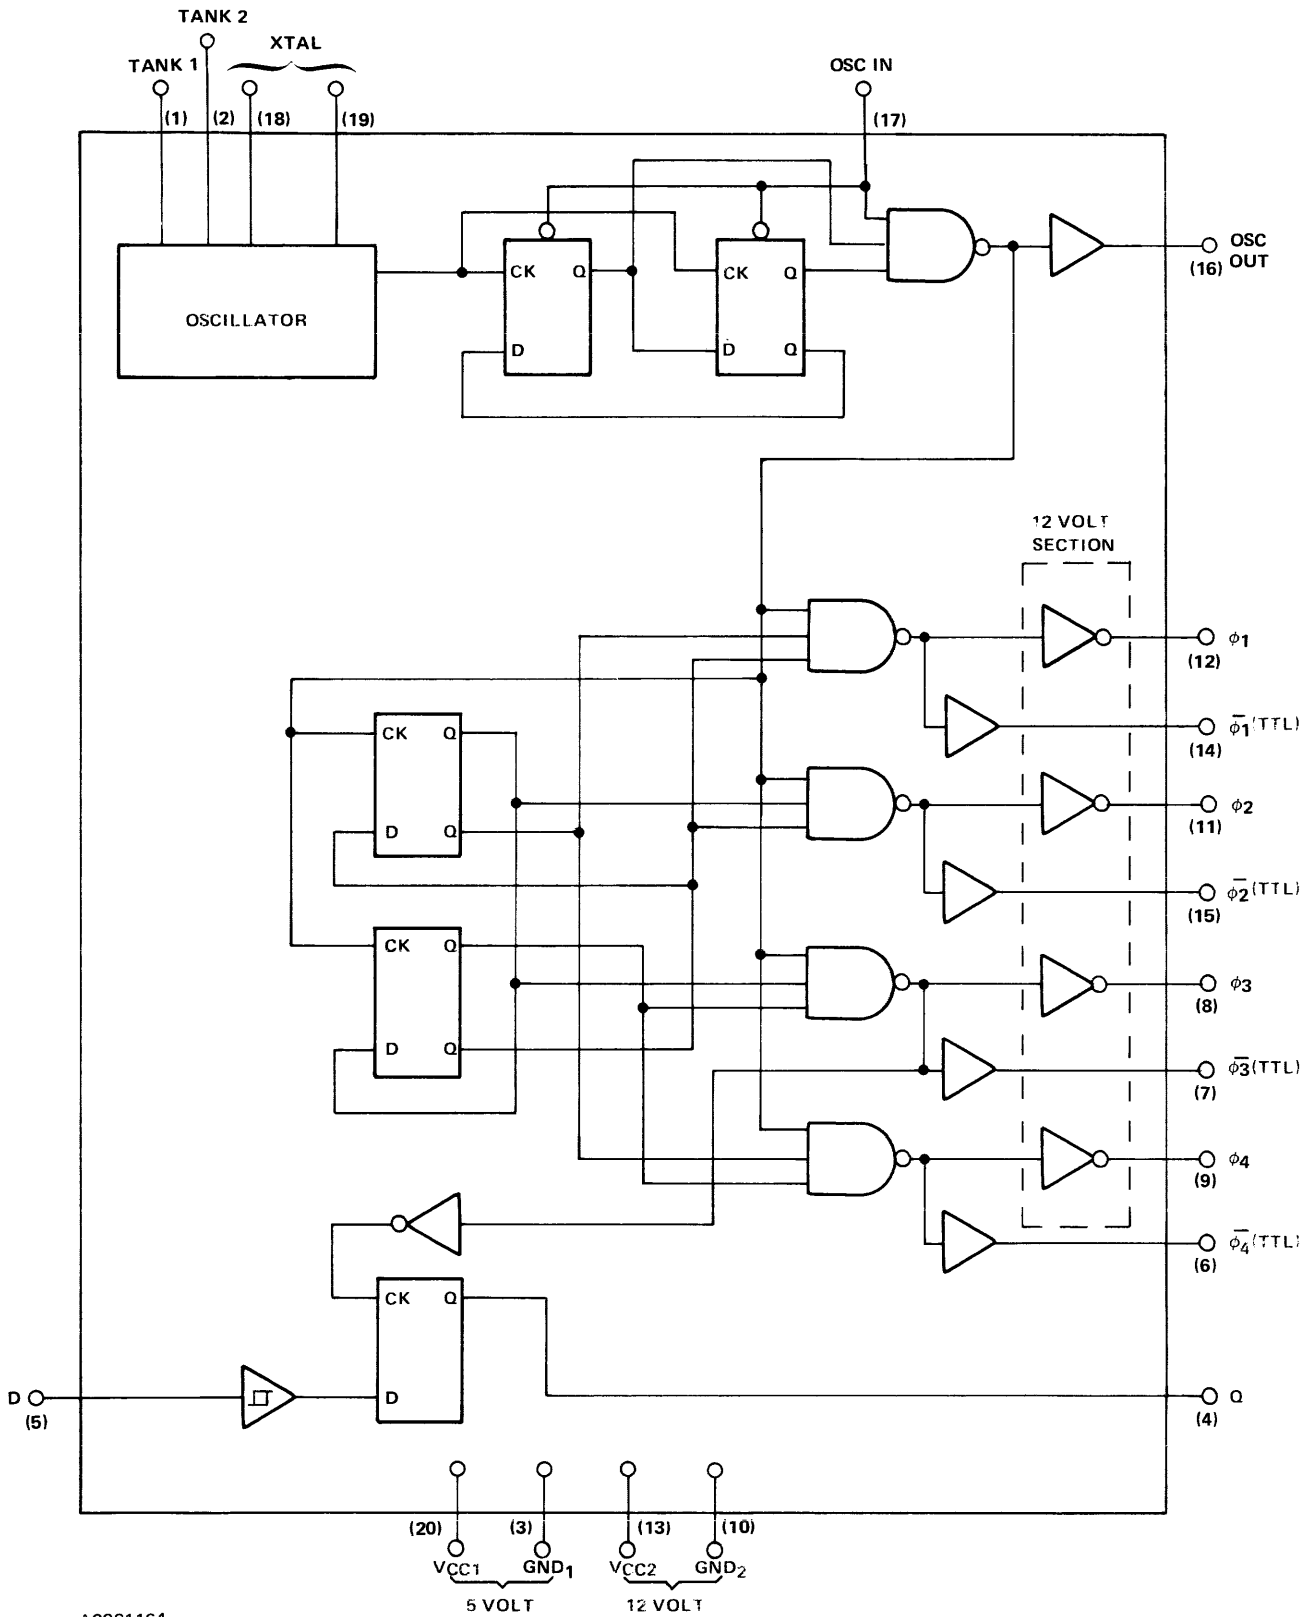 TANK 2
XTAL
TANK 1
OSC IN
(1)
(2)
(18)
(19)
(17)
OSCILLATOR
CK
Q
D
CK
Q
D
Q
OSC
OUT
(16)
12 VOLT
SECTION
ϕ1
(12)
ϕ̅1(TTL)
(14)
CK
Q
D
Q
ϕ2
(11)
ϕ̅2(TTL)
(15)
CK
Q
D
Q
ϕ3
(8)
ϕ̅3(TTL)
(7)
ϕ4
(9)
ϕ̅4(TTL)
(6)
CK
Q
D
D
(5)
Q
(4)
(20)
(3)
(13)
(10)
VCC1
GND1
VCC2
GND2
5 VOLT
12 VOLT